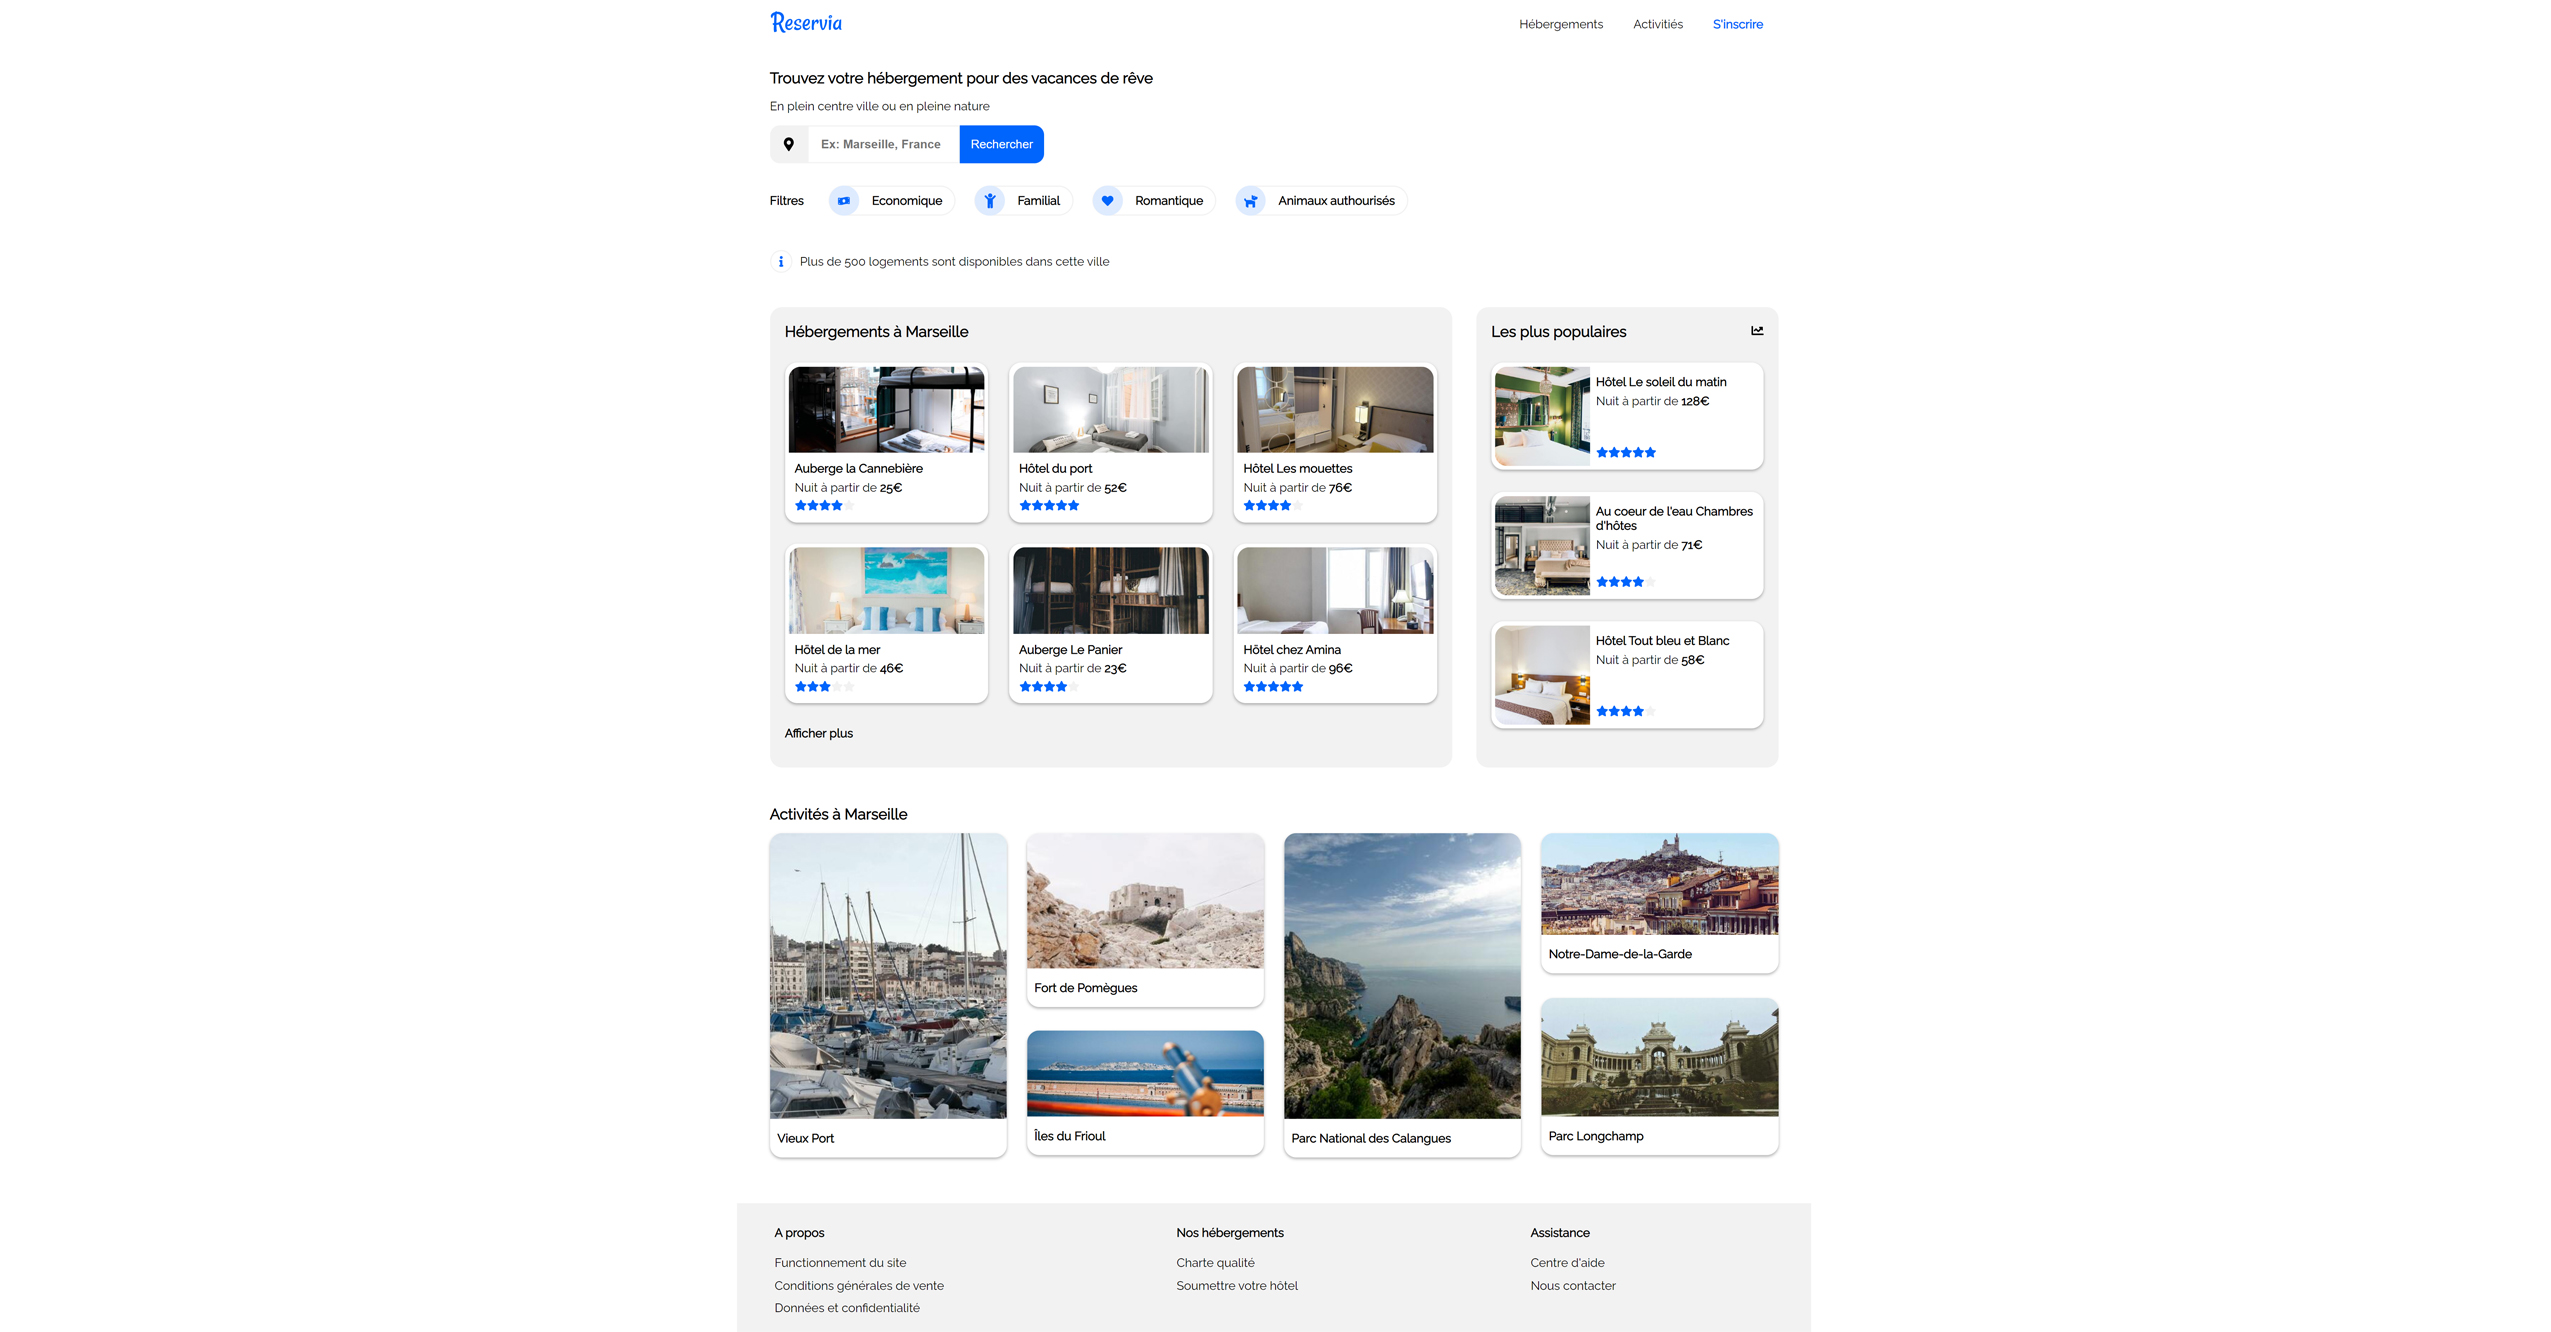 Reservia
Hébergements
Activitiés
S'inscrire
Trouvez votre hébergement pour des vacances de rêve
En plein centre ville ou en pleine nature
Ex: Marseille, France
Rechercher
Filtres
Economique
Familial
Romantique
Animaux authourisés
Plus de 500 logements sont disponibles dans cette ville
Hébergements à Marseille
Auberge la Cannebière
Nuit à partir de 25€
Hôtel du port
Nuit à partir de 52€
Hôtel Les mouettes
Nuit à partir de 76€
Hôtel de la mer
Nuit à partir de 46€
Auberge Le Panier
Nuit à partir de 23€
Hôtel chez Amina
Nuit à partir de 96€
Afficher plus
Les plus populaires
Hôtel Le soleil du matin
Nuit à partir de 128€
Au coeur de l'eau Chambres
d'hôtes
Nuit à partir de 71€
Hôtel Tout bleu et Blanc
Nuit à partir de 58€
Activités à Marseille
Vieux Port
Fort de Pomègues
Îles du Frioul
Parc National des Calangues
Notre-Dame-de-la-Garde
Parc Longchamp
A propos
Functionnement du site
Conditions générales de vente
Données et confidentialité
Nos hébergements
Charte qualité
Soumettre votre hôtel
Assistance
Centre d'aide
Nous contacter